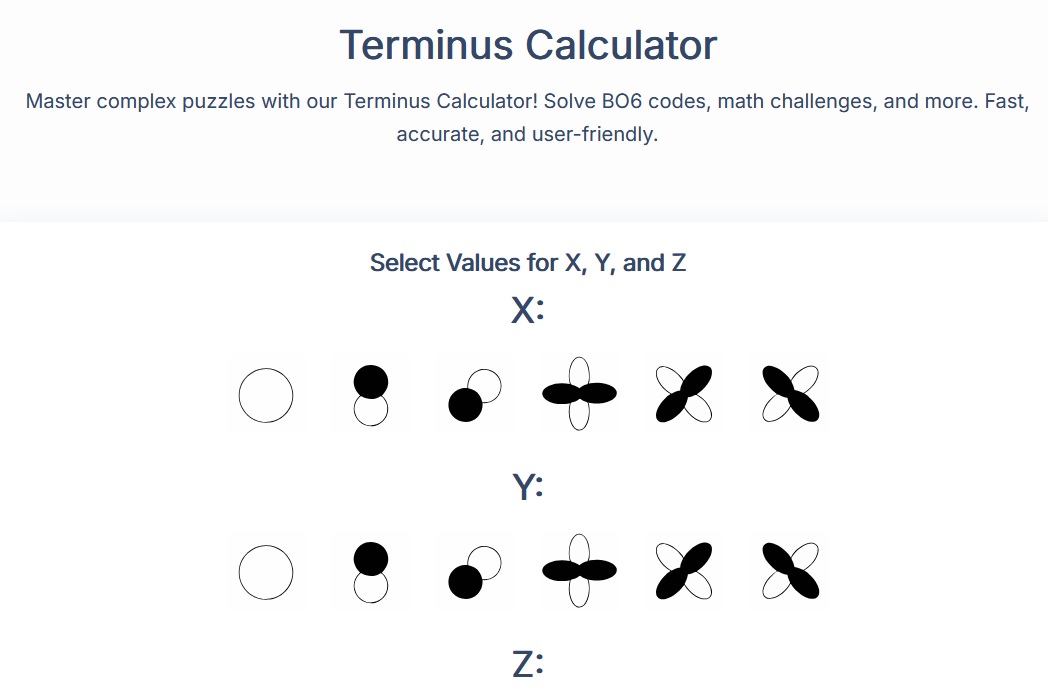 Terminus Calculator
Master complex puzzles with our Terminus Calculator! Solve BO6 codes, math challenges, and more. Fast,
accurate, and user-friendly.
Select Values for X, Y, and Z
X:
Y:
Z: